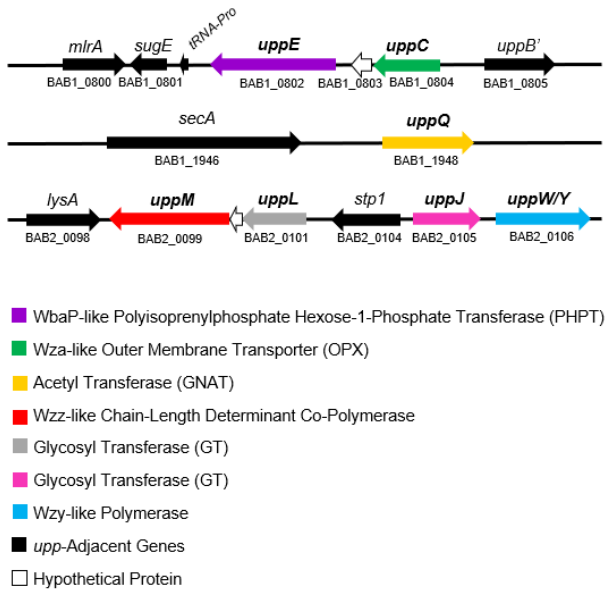 mlrA sugE tRNA-Pro uppE uppC uppB'
BAB1_0800 BAB1_0801 BAB1_0802 BAB1_0803 BAB1_0804 BAB1_0805
secA uppQ
BAB1_1946 BAB1_1948
lysA uppM uppL stp1 uppJ uppW/Y
BAB2_0098 BAB2_0099 BAB2_0101 BAB2_0104 BAB2_0105 BAB2_0106
WbaP-like Polyisoprenylphosphate Hexose-1-Phosphate Transferase (PHPT)
Wza-like Outer Membrane Transporter (OPX)
Acetyl Transferase (GNAT)
Wzz-like Chain-Length Determinant Co-Polymerase
Glycosyl Transferase (GT)
Glycosyl Transferase (GT)
Wzy-like Polymerase
upp-Adjacent Genes
Hypothetical Protein